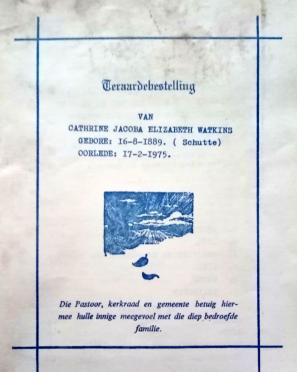 Teraardebestelling
VAN
CATHRINE JACOBA ELIZABETH WATKINS
GEBORE: 16-8-1889. ( Schutte)
OORLEDE: 17-2-1975.
Die Pastoor, kerkraad en gemeente betuig hier-
mee hulle innige meegevoel met die diep bedroefde
familie.